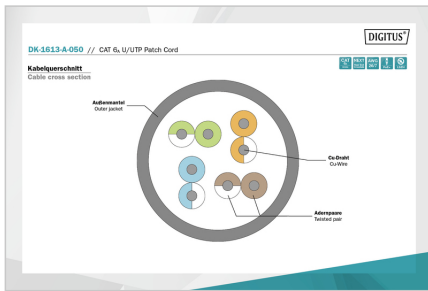 DIGITUS®
DK-1613-A-050 // CAT 6A U/UTP Patch Cord
Kabelquerschnitt
Cable cross section
Außenmantel
Outer jacket
Cu-Draht
Cu-Wire
Adernpaare
Twisted pair